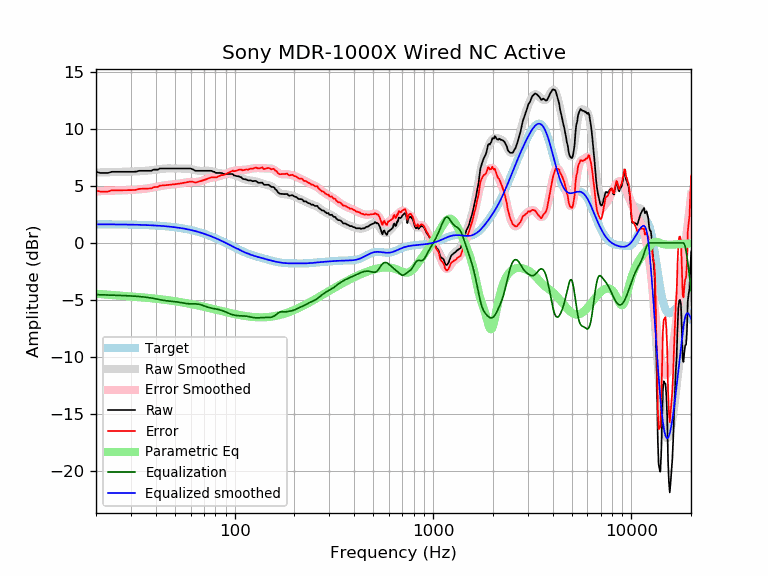 Sony MDR-1000X Wired NC Active
15
10
5
0
−5
−10
−15
−20
Amplitude (dBr)
Target
Raw Smoothed
Error Smoothed
Raw
Error
Parametric Eq
Equalization
Equalized smoothed
100
1000
10000
Frequency (Hz)